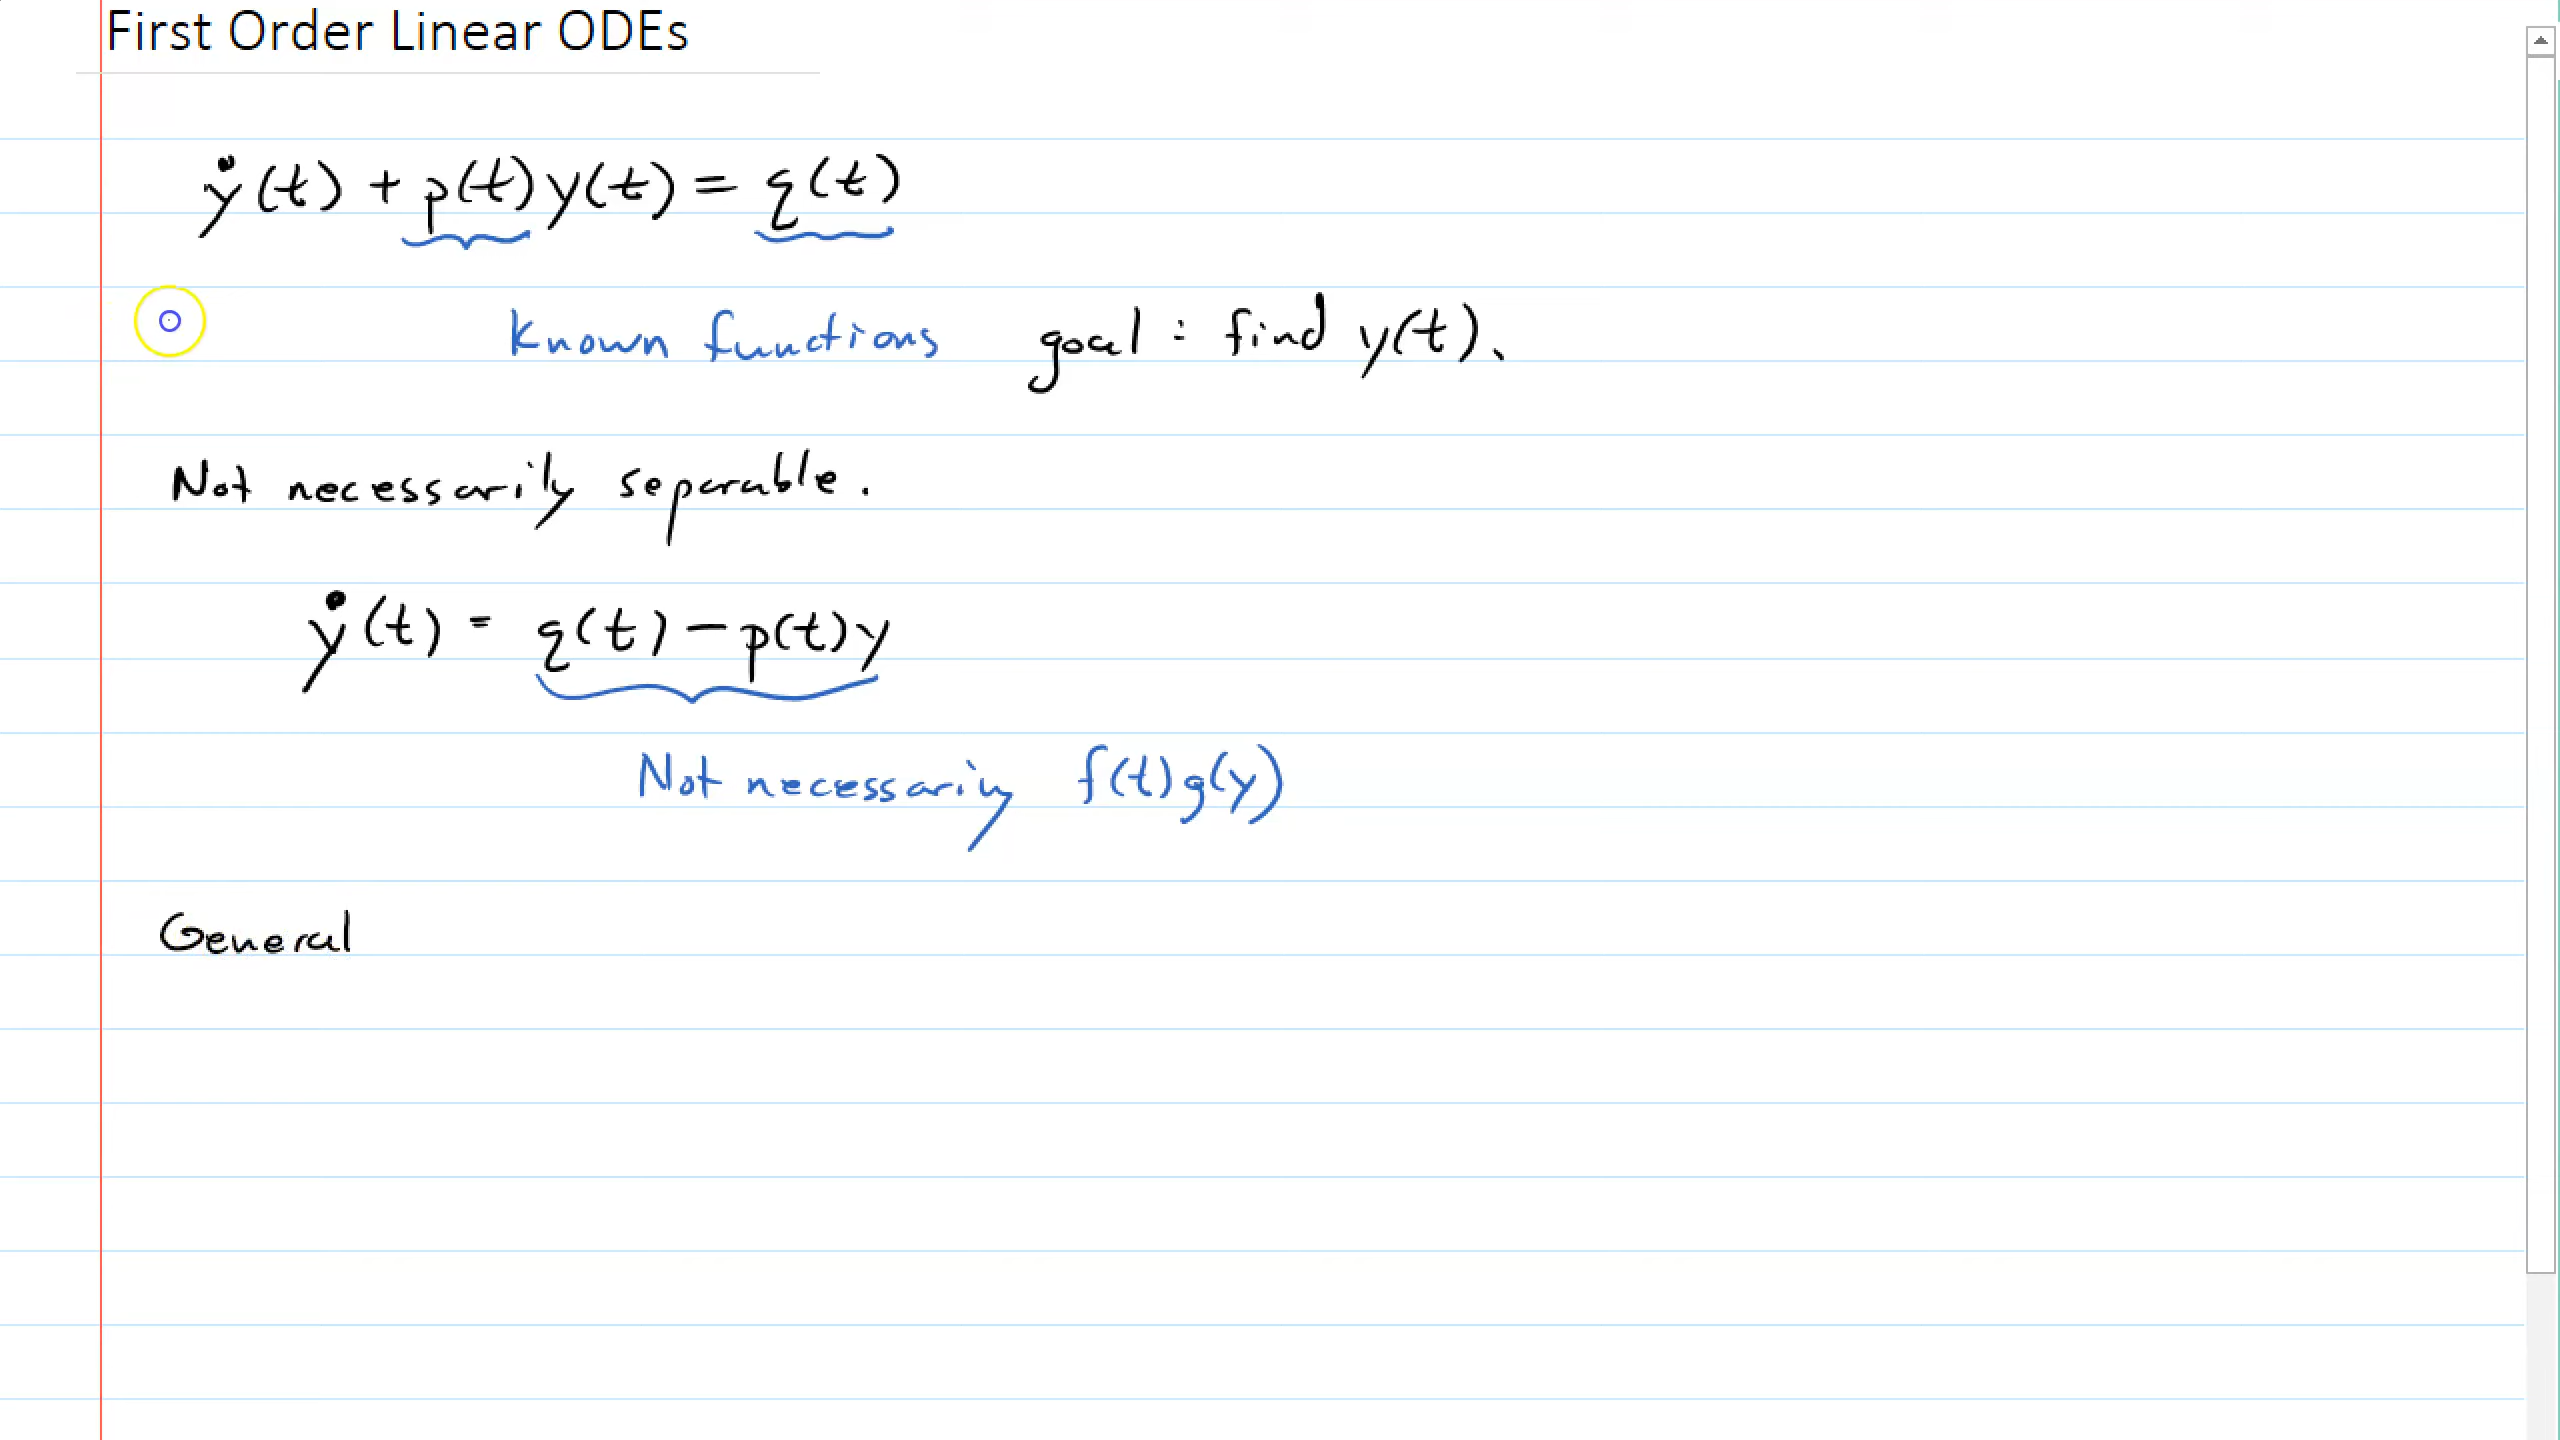 First Order Linear ODEs
ẏ(t) + p(t)y(t) = q(t)
known functions goal : find y(t).
Not necessarily separable.
ẏ(t) = q(t) - p(t)y
Not necessarily f(t)g(y)
General